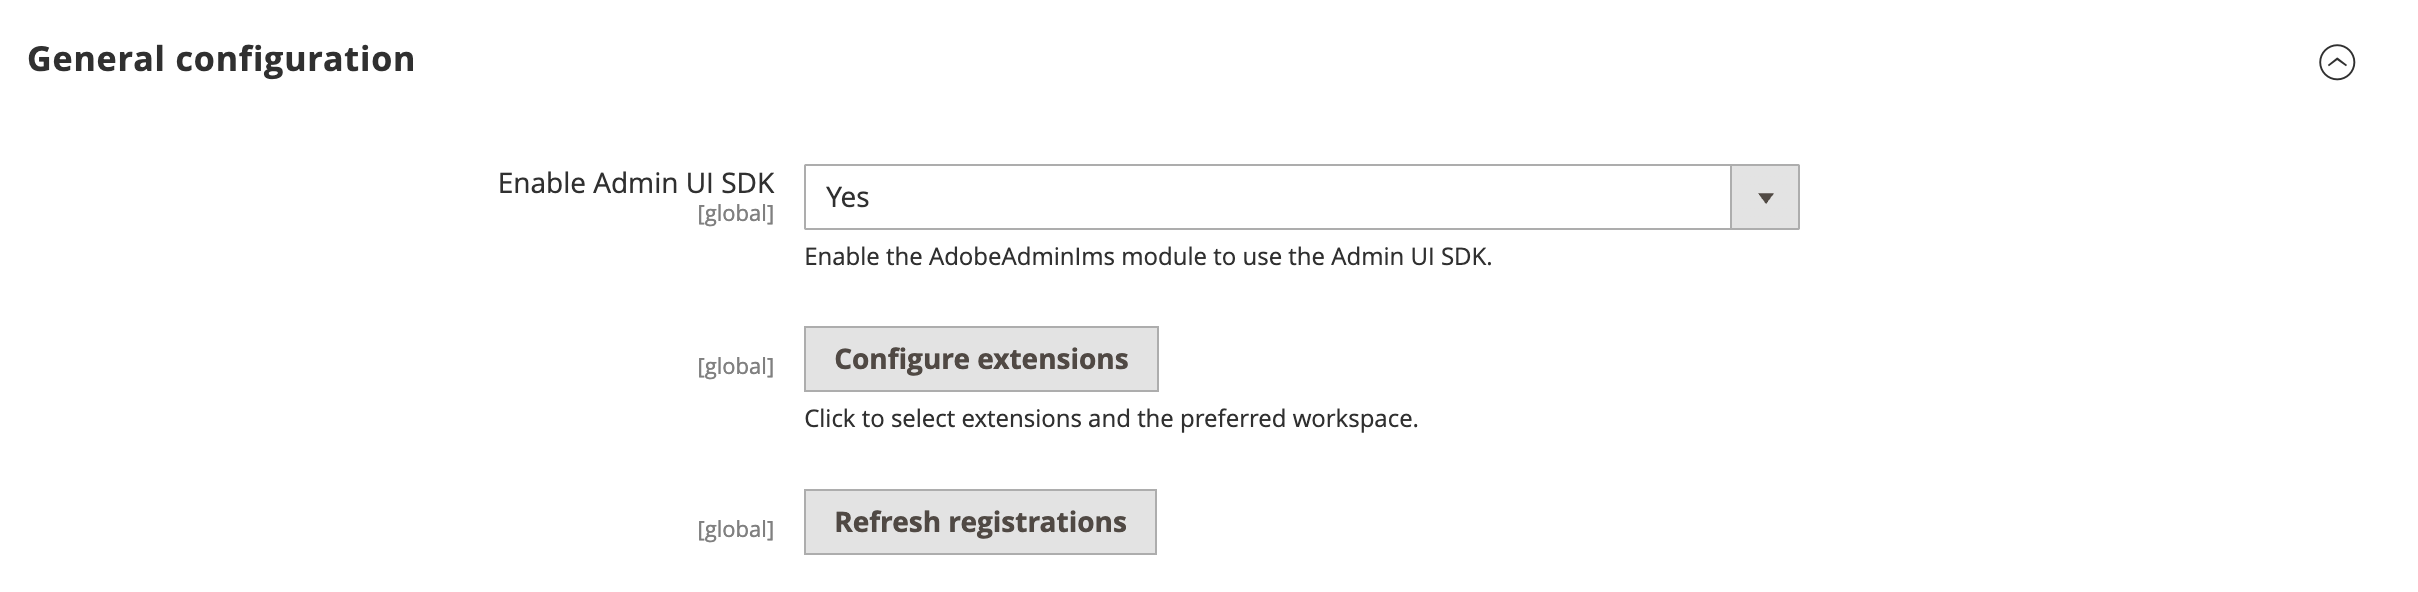 General configuration
Enable Admin UI SDK
[global]
Yes
Enable the AdobeAdminIms module to use the Admin UI SDK.
[global]
Configure extensions
Click to select extensions and the preferred workspace.
[global]
Refresh registrations